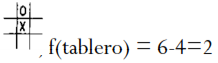 O
X
, f(tablero) = 6-4=2